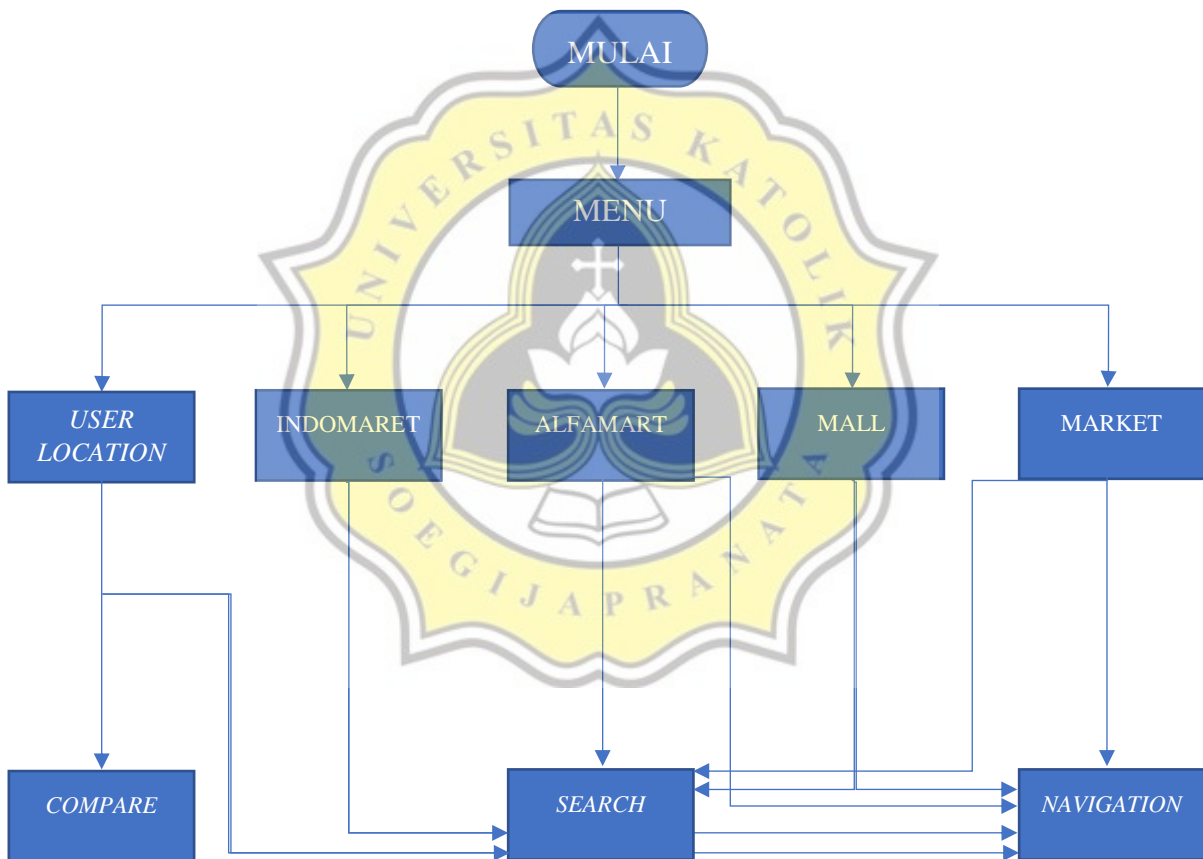 MULAI
UNIVERSITAS KATOLIK
MENU
USER
LOCATION
INDOMARET
ALFAMART
MALL
MARKET
SOEGIJAPRANATA
COMPARE
SEARCH
NAVIGATION